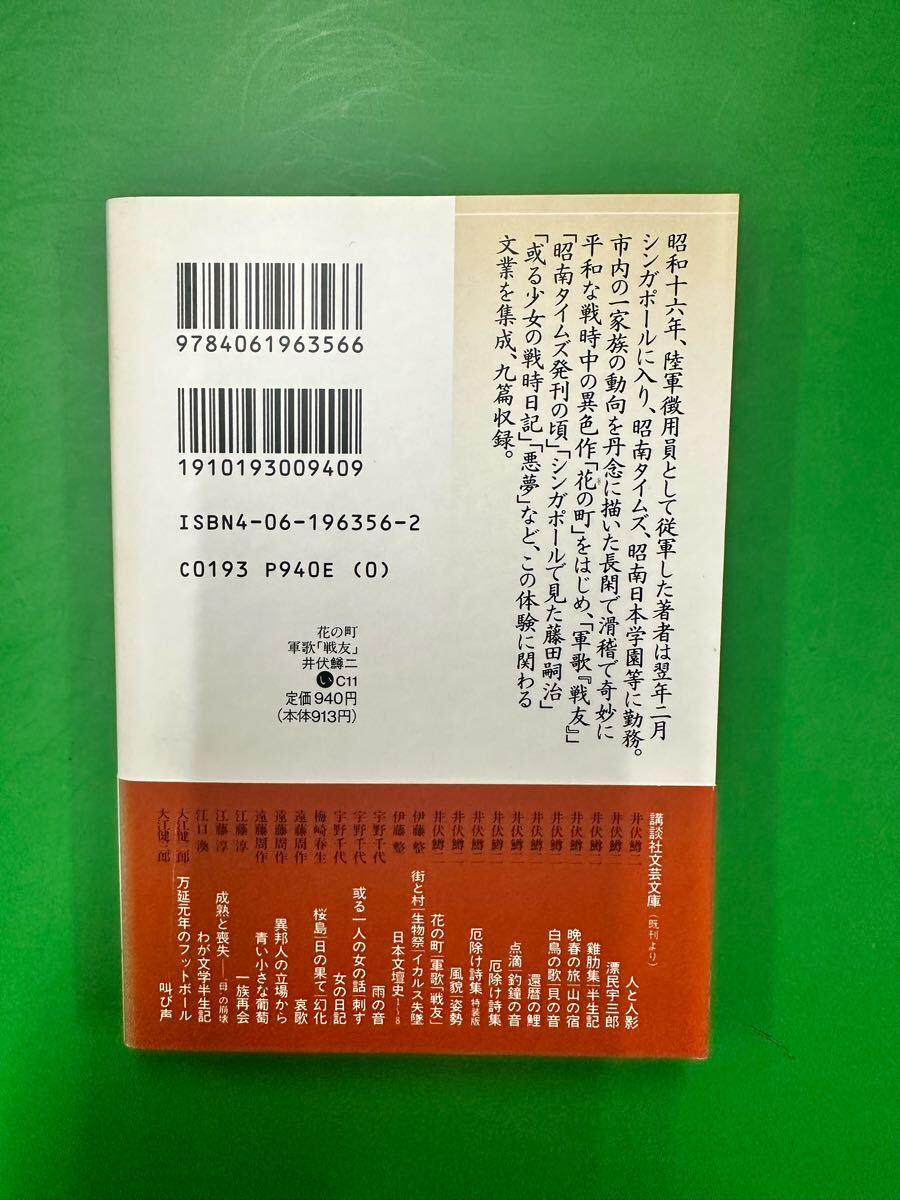 昭和十六年、陸軍徴用員として従軍した著者は翌年二月
シンガポールに入り、昭南タイムズ、昭南日本学園等に勤務。
市内の一家族の動向を丹念に描いた長閑で滑稽で奇妙に
平和な戦時中の異色作「花の町」をはじめ、「軍歌『戦友』」
「昭南タイムズ発刊の頃」「シンガポールで見た藤田嗣治」
「或る少女の戦時日記」「悪夢」など、この体験に関わる
文業を集成、九篇収録。
9784061963566
1910193009409
ISBN4-06-196356-2
C0193 P940E (0)
花の町
軍歌「戦友」
井伏鱒二
い C11
定価940円
(本体913円)
講談社文芸文庫(既刊より)
井伏鱒二 人と人影
井伏鱒二 漂民宇三郎
井伏鱒二 雞肋集|半生記
井伏鱒二 晩春の旅|山の宿
井伏鱒二 白鳥の歌|貝の音
井伏鱒二 還暦の鯉
井伏鱒二 点滴|釣鐘の音
井伏鱒二 厄除け詩集
井伏鱒二 厄除け詩集 特装版
井伏鱒二 風貌|姿勢
井伏鱒二 花の町|軍歌「戦友」
伊藤整 街と村|生物祭|イカルス失墜
伊藤整 日本文壇史1〜8
宇野千代 雨の音
宇野千代 或る一人の女の話|刺す
宇野千代 女の日記
梅崎春生 桜島|日の果て|幻化
遠藤周作 哀歌
遠藤周作 異邦人の立場から
遠藤周作 青い小さな葡萄
江藤淳 一族再会
江藤淳 成熟と喪失―"母"の崩壊
江口渙 わが文学半生記
大江健三郎 万延元年のフットボール
大江健三郎 叫び声